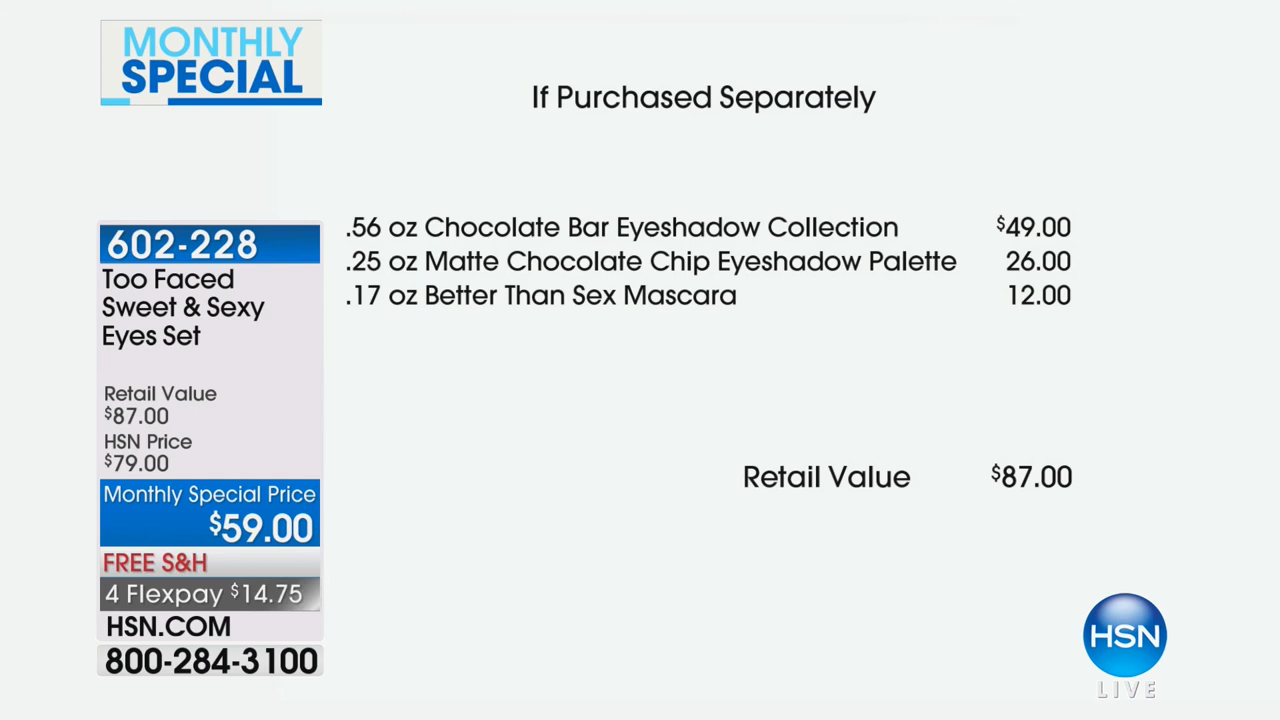 MONTHLY
SPECIAL
If Purchased Separately
.56 oz Chocolate Bar Eyeshadow Collection $49.00
.25 oz Matte Chocolate Chip Eyeshadow Palette 26.00
.17 oz Better Than Sex Mascara 12.00
Retail Value $87.00
602-228
Too Faced
Sweet & Sexy
Eyes Set
Retail Value
$87.00
HSN Price
$79.00
Monthly Special Price
$59.00
FREE S&H
4 Flexpay $14.75
HSN.COM
800-284-3100
HSN
LIVE